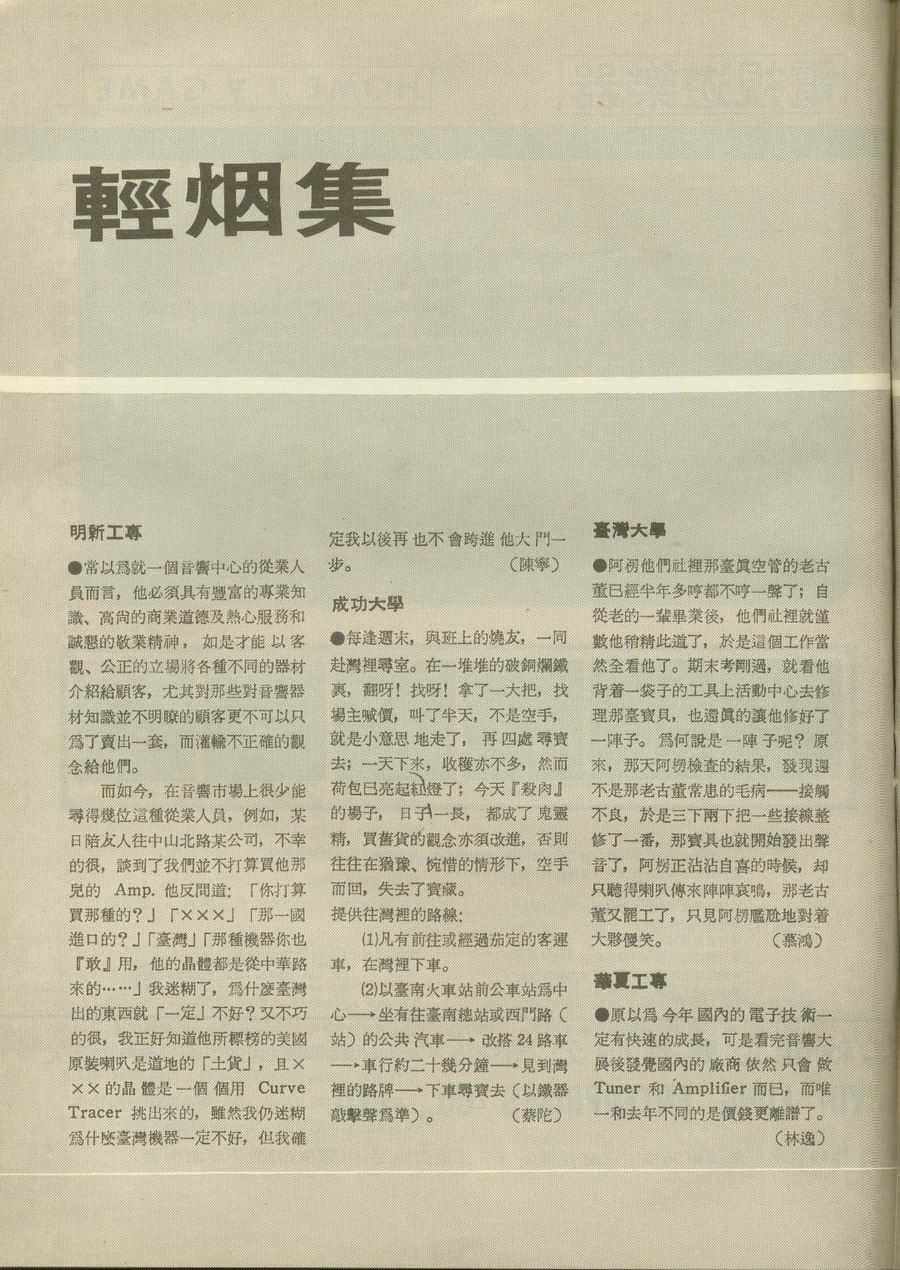 輕烟集
明新工專
●常以爲就一個音響中心的從業人
員而言，他必須具有豐富的專業知
識、高尙的商業道德及熱心服務和
誠懇的敬業精神，如是才能以客
觀、公正的立場將各種不同的器材
介紹給顧客，尤其對那些對音響器
材知識並不明瞭的顧客更不可以只
爲了賣出一套，而灌輸不正確的觀
念給他們。
而如今，在音響市場上很少能
尋得幾位這種從業人員，例如，某
日陪友人往中山北路某公司，不幸
的很，談到了我們並不打算買他那
兒的 Amp. 他反問道：「你打算
買那種的？」「×××」「那一國
進口的？」「臺灣」「那種機器你也
『敢』用，他的晶體都是從中華路
來的……」我迷糊了，爲什麼臺灣
出的東西就「一定」不好？又不巧
的很，我正好知道他所標榜的美國
原裝喇叭是道地的「土貨」，且×
××的晶體是一個個用 Curve
Tracer 挑出來的，雖然我仍迷糊
爲什麼臺灣機器一定不好，但我確
定我以後再也不會跨進他大門一
步。（陳寧）
成功大學
●每逢週末，與班上的燒友，一同
赴灣裡尋寶。在一堆堆的破銅爛鐵
裏，翻呀！找呀！拿了一大把，找
場主喊價，叫了半天，不是空手，
就是小意思地走了，再四處尋寶
去；一天下來，收穫亦不多，然而
荷包已亮起紅燈了；今天『殺肉』
的場子，日子一長，都成了鬼靈
精，買舊貨的觀念亦須改進，否則
往往在猶豫、惋惜的情形下，空手
而回，失去了寶藏。
提供往灣裡的路線：
⑴凡有前往或經過茄定的客運
車，在灣裡下車。
⑵以臺南火車站前公車站爲中
心─→坐有往臺南總站或西門路（
站）的公共汽車─→改搭24路車
─→車行約二十幾分鐘─→見到灣
裡的路牌─→下車尋寶去（以鐵器
敲擊聲爲準）。（蔡陀）
臺灣大學
●阿楞他們社裡那臺眞空管的老古
董已經半年多哼都不哼一聲了；自
從老的一輩畢業後，他們社裡就僅
數他稍精此道了，於是這個工作當
然全看他了。期末考剛過，就看他
背着一袋子的工具上活動中心去修
理那臺寶貝，也還眞的讓他修好了
一陣子。爲何說是一陣子呢？原
來，那天阿楞檢查的結果，發現還
不是那老古董常患的毛病──接觸
不良，於是三下兩下把一些接線整
修了一番，那寶具也就開始發出聲
音了，阿楞正沾沾自喜的時候，却
只聽得喇叭傳來陣陣哀鳴，那老古
董又罷工了，只見阿楞尶尬地對着
大夥儍笑。（慕鴻）
華夏工專
●原以爲今年國內的電子技術一
定有快速的成長，可是看完音響大
展後發覺國內的廠商依然只會做
Tuner 和 Amplifier 而已，而唯
一和去年不同的是價錢更離譜了。
（林逸）